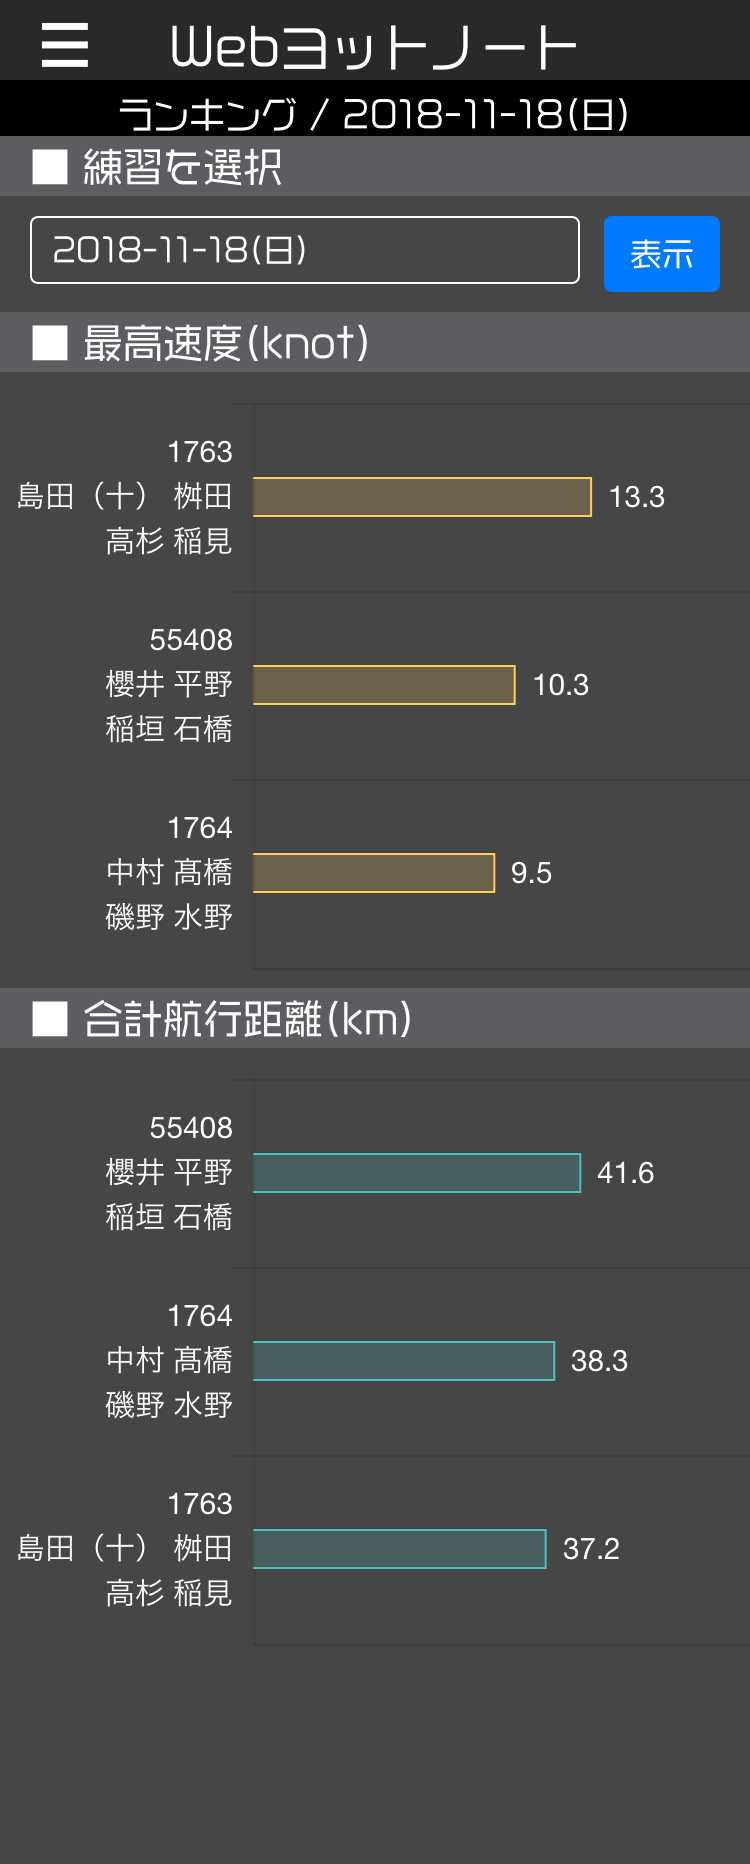 Webヨットノート
ランキング / 2018-11-18(日)
■ 練習を選択
2018-11-18(日)
表示
■ 最高速度(knot)
1763
島田（十） 桝田
高杉 稲見
13.3
55408
櫻井 平野
稲垣 石橋
10.3
1764
中村 髙橋
磯野 水野
9.5
■ 合計航行距離(km)
55408
櫻井 平野
稲垣 石橋
41.6
1764
中村 髙橋
磯野 水野
38.3
1763
島田（十） 桝田
高杉 稲見
37.2